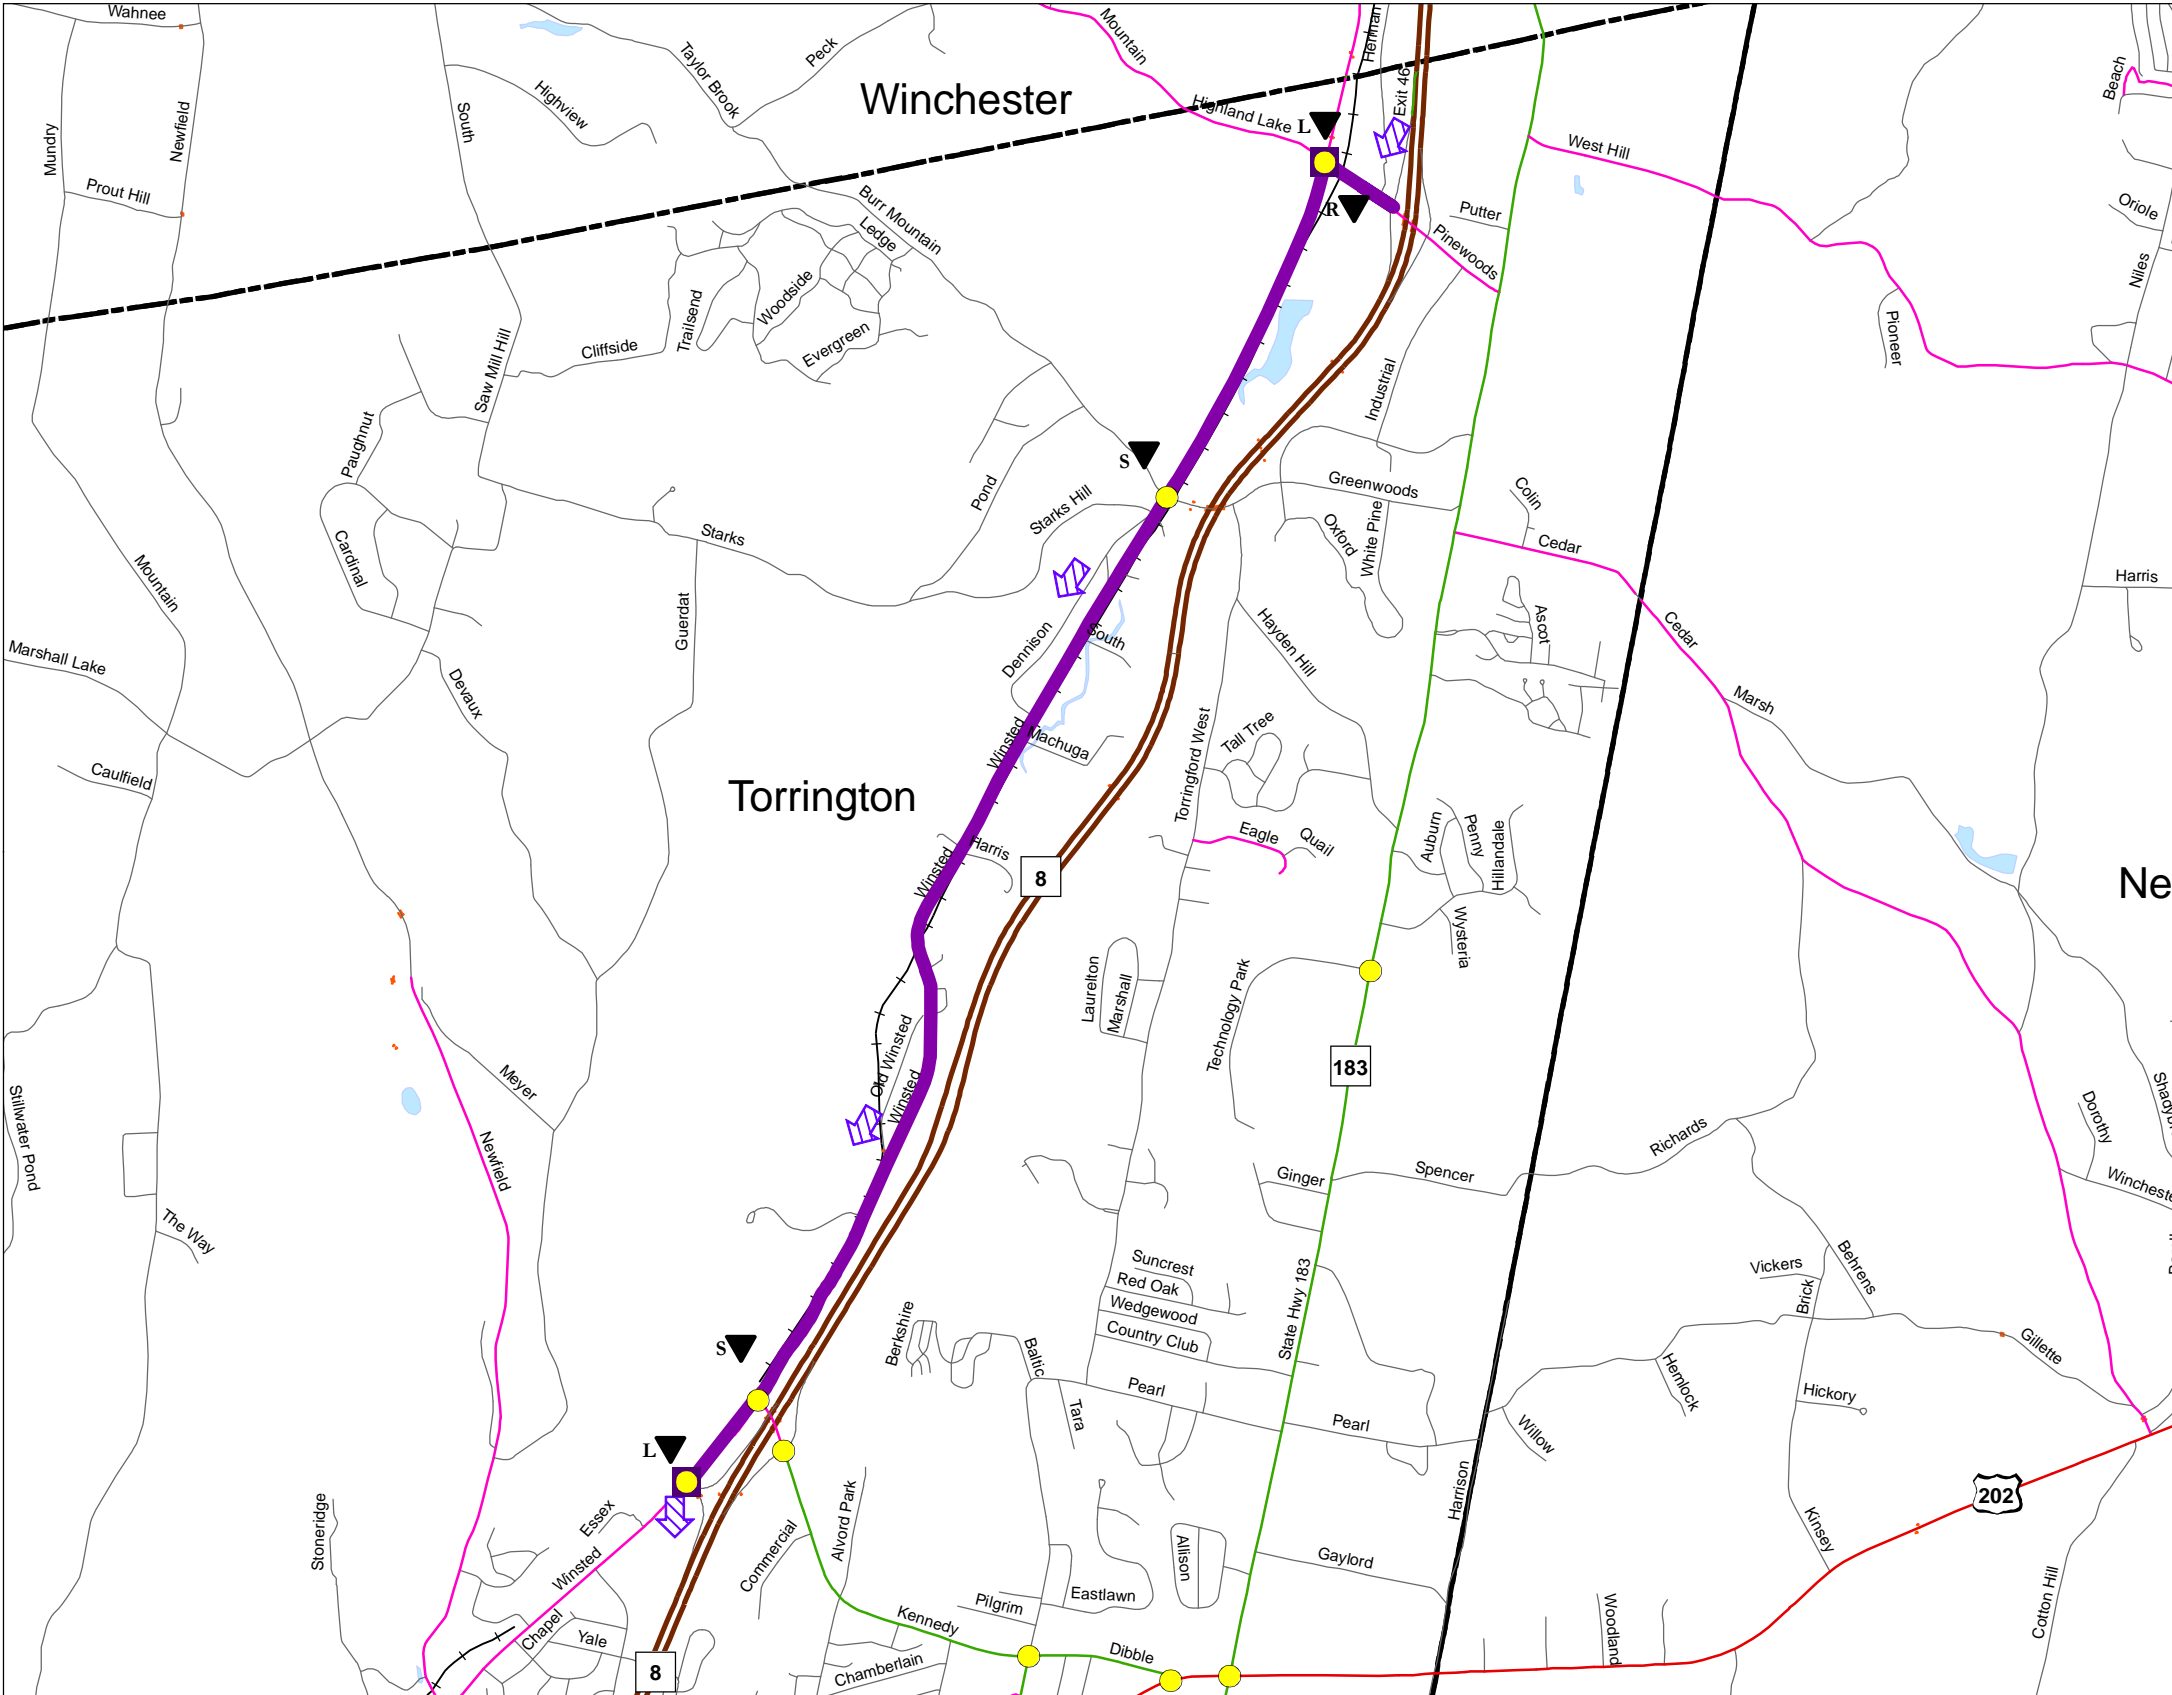 Wahnee
Mountain
Herman
Taylor Brook
Peck
Winchester
Exit 46
Beach
Highview
South
Newfield
Mundry
Highland Lake
L
West Hill
Prout Hill
Burr Mountain
Ledge
R
Putter
Pinewoods
Oriole
Niles
Woodside
Trailsend
Evergreen
Cliffside
Saw Mill Hill
Pioneer
Industrial
Paughnut
S
Pond
Starks Hill
Greenwoods
Colin
Starks
Oxford
White Pine
Cedar
Cardinal
Mountain
Harris
Guerdat
Dennison
South
Hayden Hill
Ascot
Cedar
Marshall Lake
Devaux
Marsh
Winsted
Machuga
Torringford West
Tall Tree
Caulfield
Torrington
Harris
Winsted
8
Eagle
Quail
Auburn
Penny
Hillandale
Ne
Wysteria
Laurelton
Marshall
Technology Park
Old Winsted
Winsted
183
Meyer
Newfield
Stillwater Pond
Dorothy
Richards
Spencer
Ginger
The Way
Suncrest
Red Oak
Wedgewood
Country Club
State Hwy 183
Vickers
Brick
Behrens
Gillette
Berkshire
Baltic
S
Pearl
Tara
Pearl
Willow
Hemlock
Hickory
L
Harrison
202
Kinsey
Stoneridge
Essex
Winsted
Commercial
Alvord Park
Allison
Gaylord
Eastlawn
Pilgrim
Woodland
Cotton Hill
Chapel
Yale
Kennedy
Dibble
Chamberlain
8